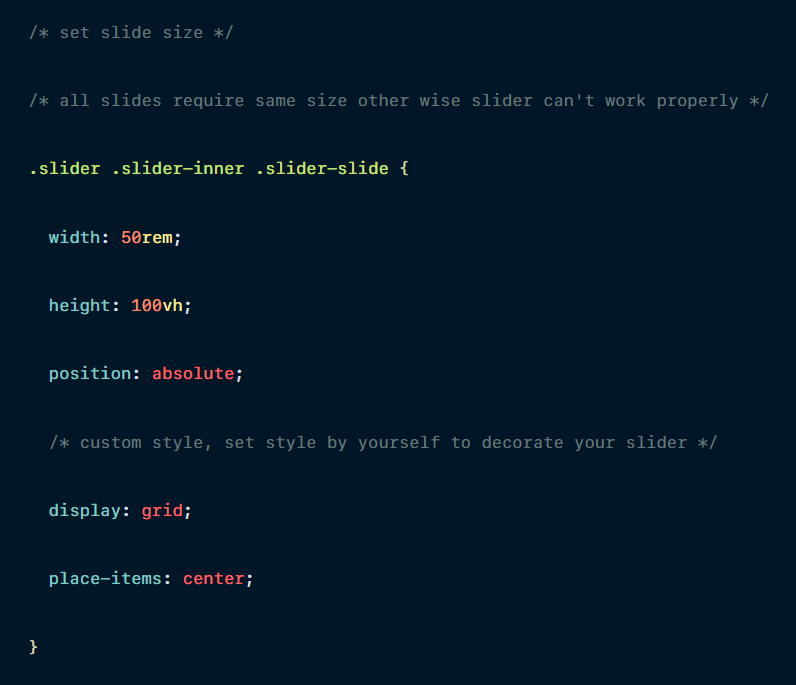 /* set slide size */
/* all slides require same size other wise slider can't work properly */
.slider .slider-inner .slider-slide {
width: 50rem;
height: 100vh;
position: absolute;
/* custom style, set style by yourself to decorate your slider */
display: grid;
place-items: center;
}